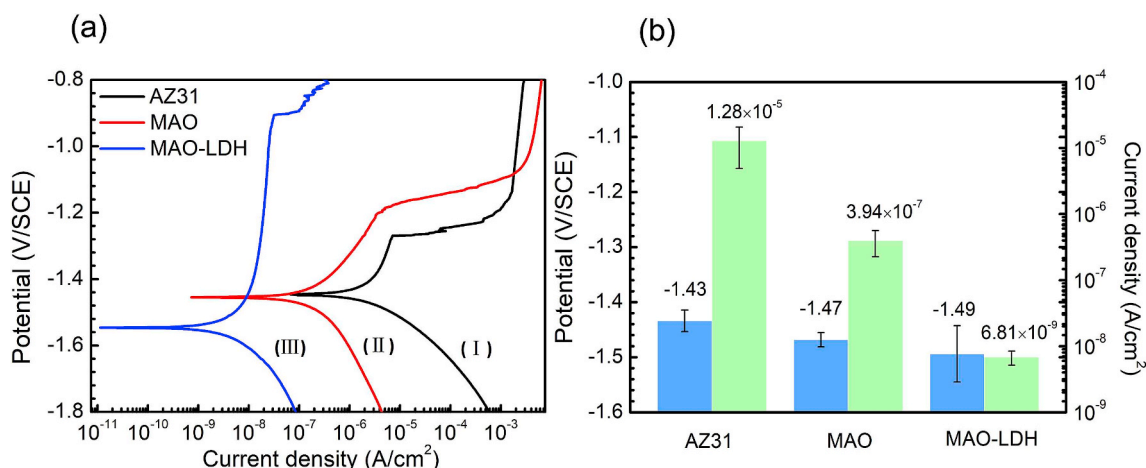 (a)
-0.8
-1.0
-1.2
-1.4
-1.6
-1.8
Potential (V/SCE)
AZ31
MAO
MAO-LDH
(III)
(II)
(I)
10⁻¹¹ 10⁻¹⁰ 10⁻⁹ 10⁻⁸ 10⁻⁷ 10⁻⁶ 10⁻⁵ 10⁻⁴ 10⁻³
Current density (A/cm²)
(b)
-1.0
-1.1
-1.2
-1.3
-1.4
-1.5
-1.6
Potential (V/SCE)
1.28×10⁻⁵
3.94×10⁻⁷
6.81×10⁻⁹
-1.43
-1.47
-1.49
AZ31 MAO MAO-LDH
10⁻⁴
10⁻⁵
10⁻⁶
10⁻⁷
10⁻⁸
10⁻⁹
Current density (A/cm²)